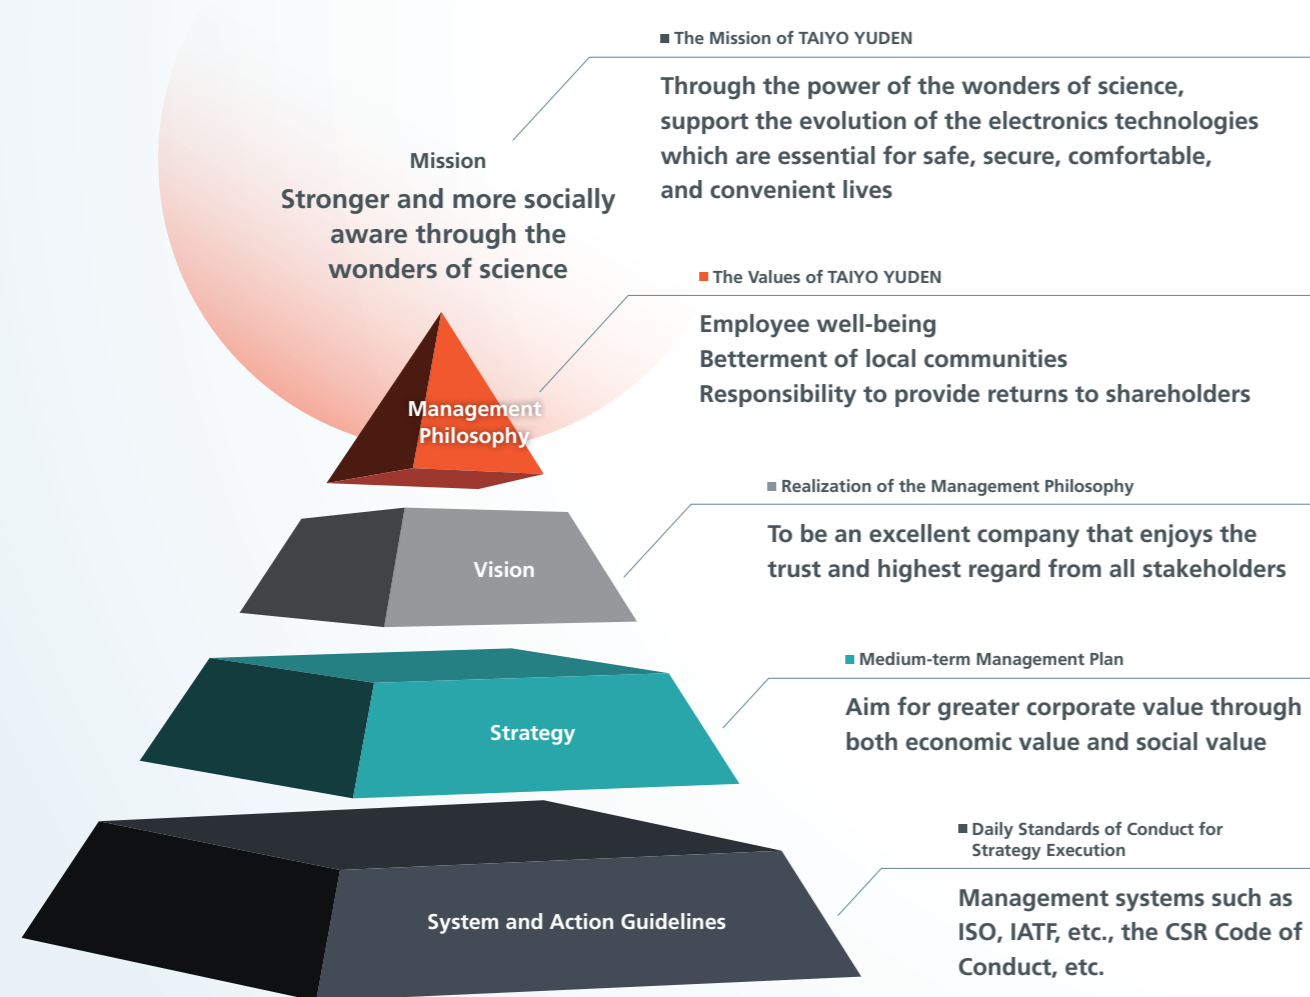 The Mission of TAIYO YUDEN
Through the power of the wonders of science,
support the evolution of the electronics technologies
which are essential for safe, secure, comfortable,
and convenient lives
Mission
Stronger and more socially
aware through the
wonders of science
The Values of TAIYO YUDEN
Employee well-being
Betterment of local communities
Responsibility to provide returns to shareholders
Management
Philosophy
Realization of the Management Philosophy
To be an excellent company that enjoys the
trust and highest regard from all stakeholders
Vision
Medium-term Management Plan
Aim for greater corporate value through
both economic value and social value
Strategy
Daily Standards of Conduct for
Strategy Execution
Management systems such as
ISO, IATF, etc., the CSR Code of
Conduct, etc.
System and Action Guidelines